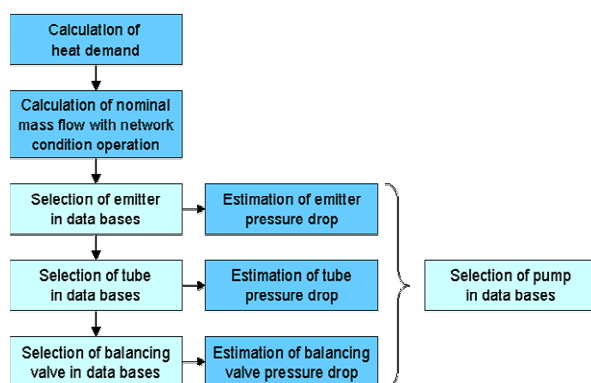 Calculation of
heat demand
Calculation of nominal
mass flow with network
condition operation
Selection of emitter
in data bases
Estimation of emitter
pressure drop
Selection of tube
in data bases
Estimation of tube
pressure drop
Selection of pump
in data bases
Selection of balancing
valve in data bases
Estimation of balancing
valve pressure drop